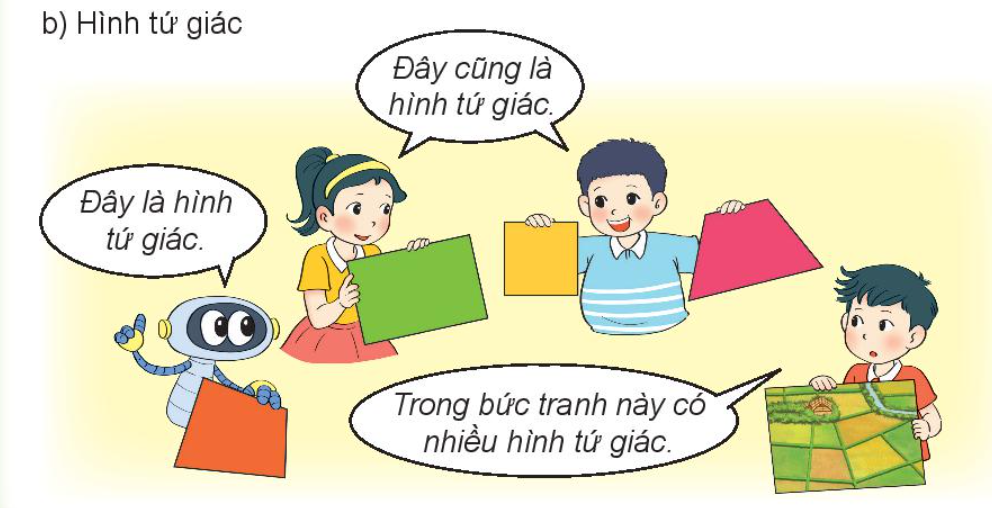 b) Hình tứ giác
Đây cũng là
hình tứ giác.
Đây là hình
tứ giác.
Trong bức tranh này có
nhiều hình tứ giác.